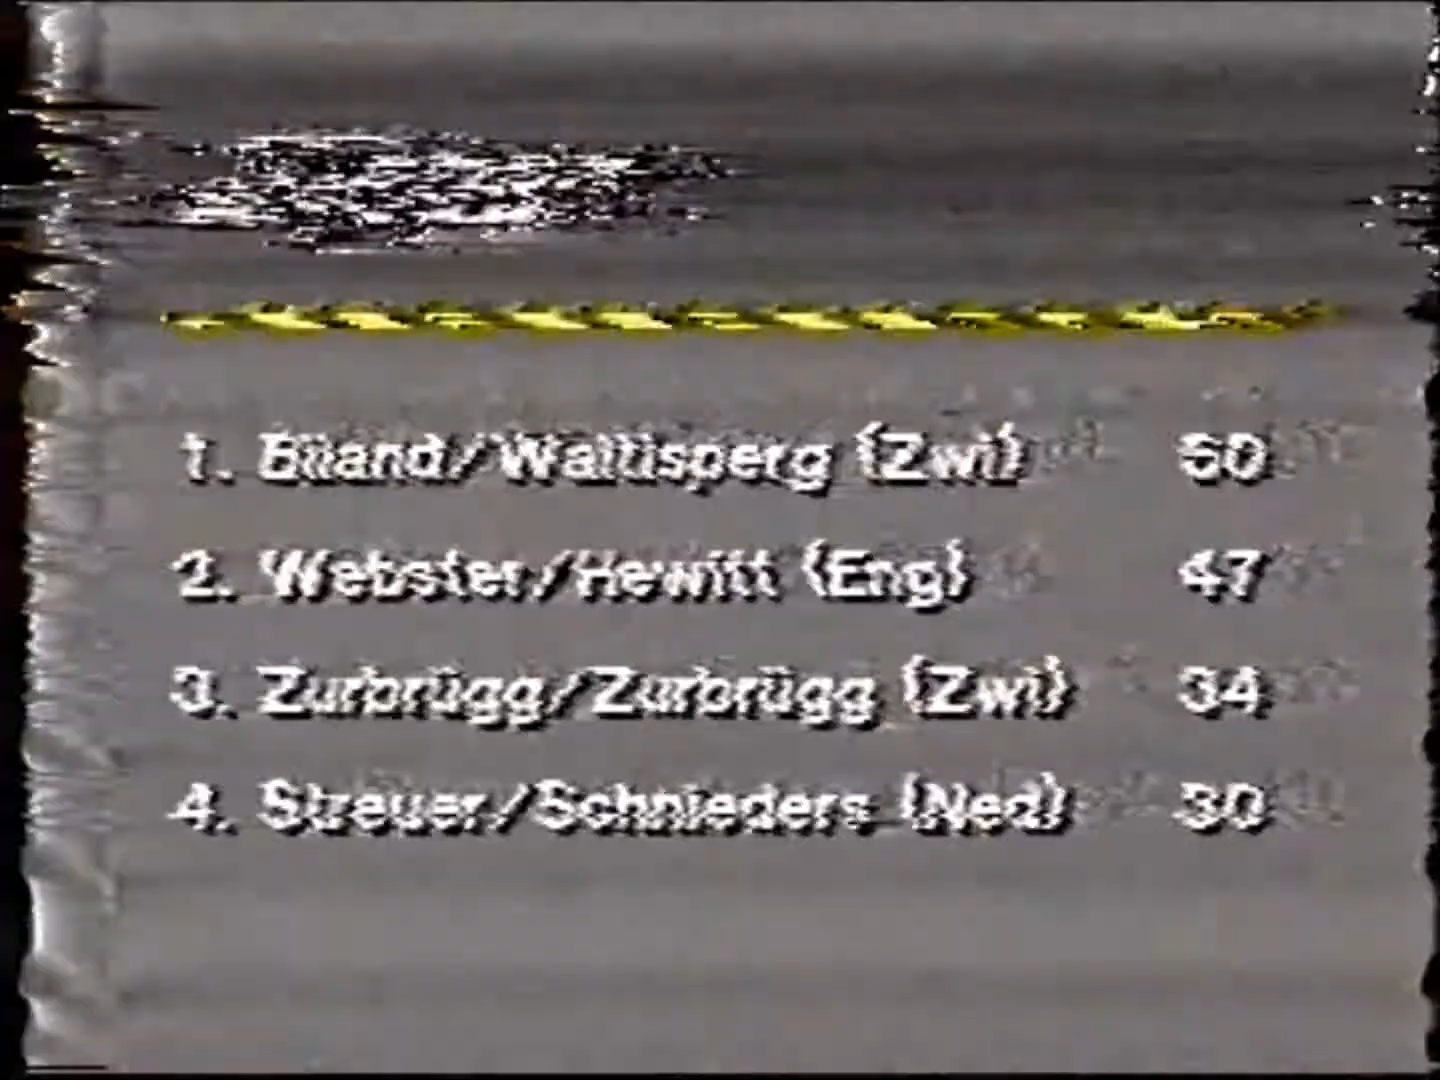 1. Biland/Waltisperg (Zwi) 60
2. Webster/Hewitt (Eng) 47
3. Zurbrügg/Zurbrügg (Zwi) 34
4. Streuer/Schnieders (Ned) 30